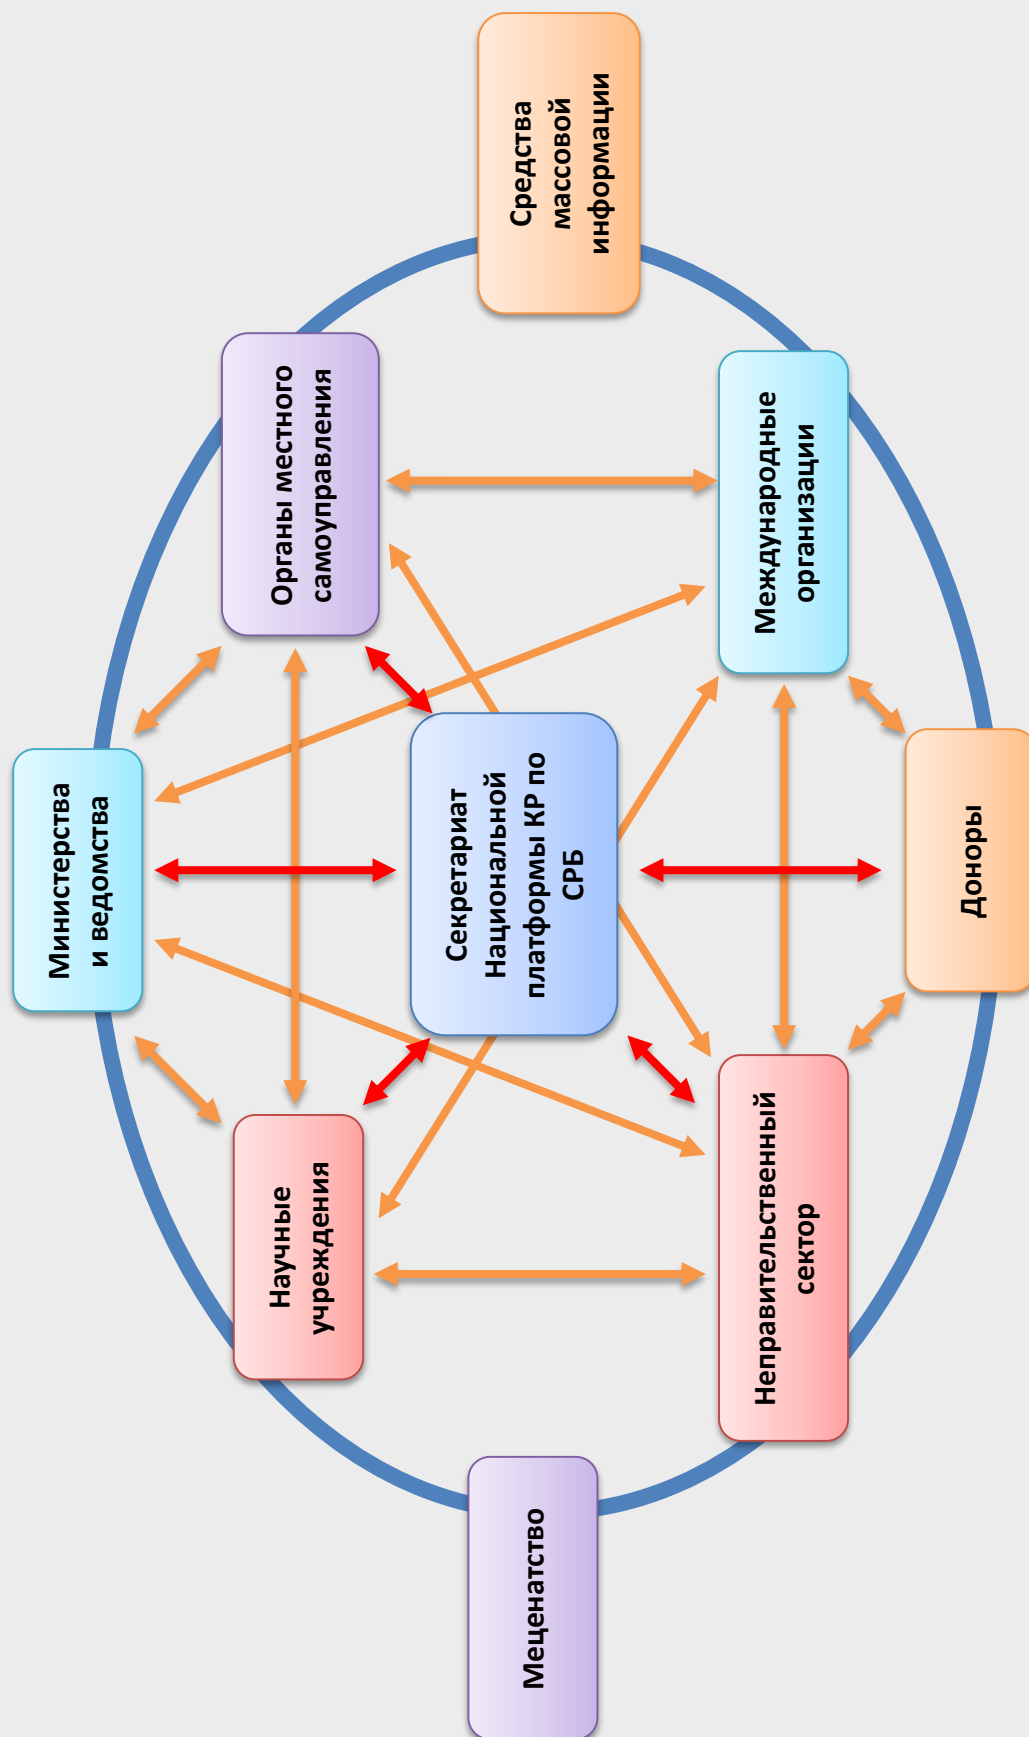 Министерства
и ведомства
Научные
учреждения
Органы местного
самоуправления
Меценатство
Секретариат
Национальной
платформы КР по
СРБ
Средства
массовой
информации
Неправительственный
сектор
Международные
организации
Доноры